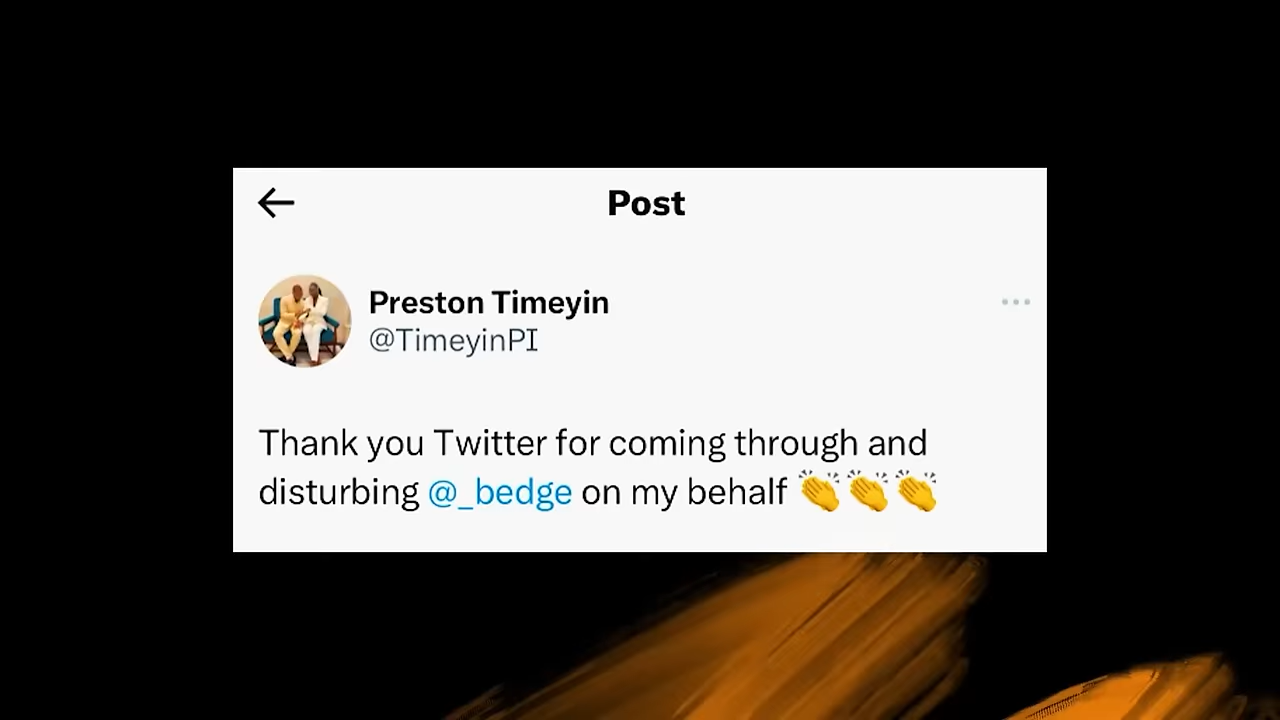 Post
Preston Timeyin
@TimeyinPI
Thank you Twitter for coming through and
disturbing @_bedge on my behalf 👏👏👏